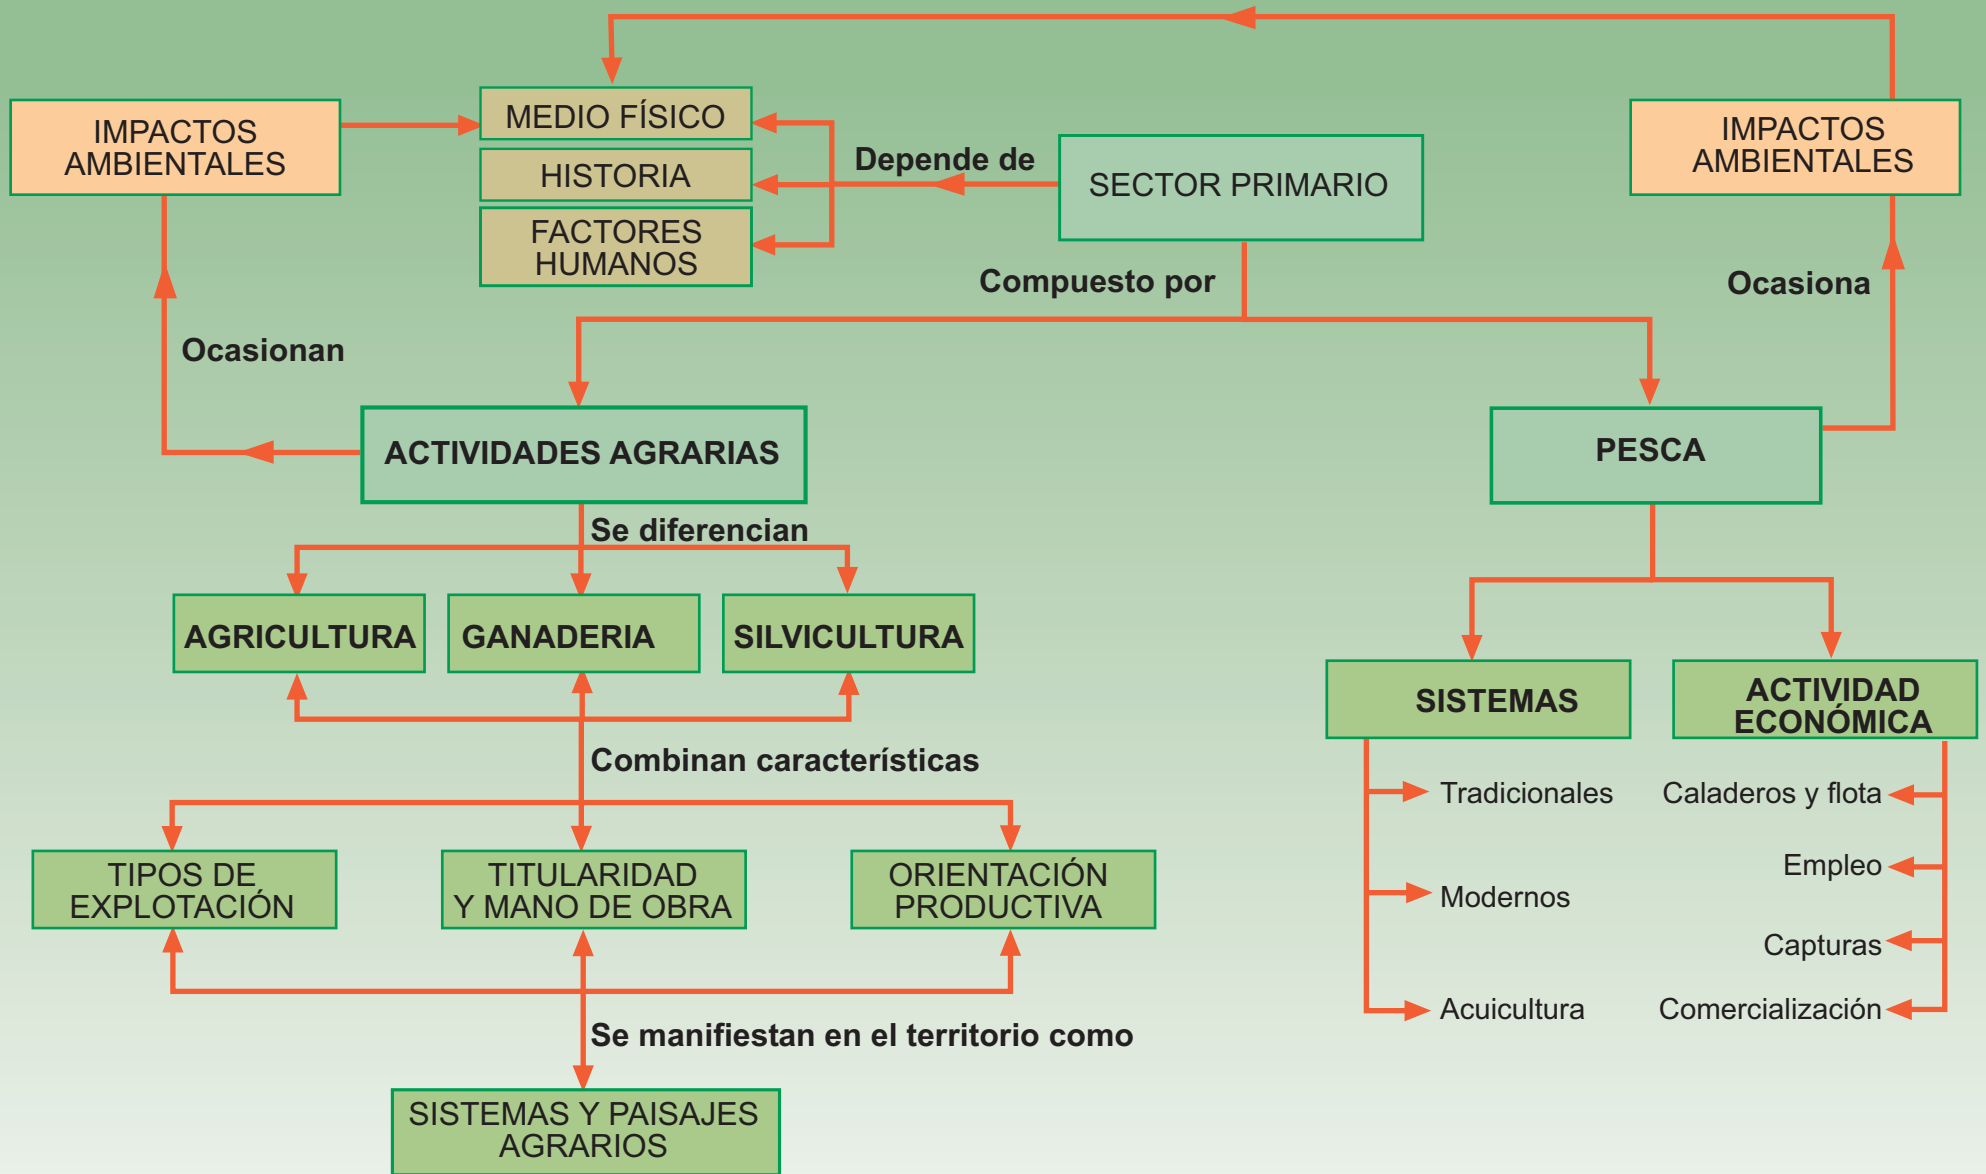 IMPACTOS
AMBIENTALES
MEDIO FÍSICO
HISTORIA
FACTORES
HUMANOS
Depende de
SECTOR PRIMARIO
IMPACTOS
AMBIENTALES
Compuesto por
Ocasiona
Ocasionan
ACTIVIDADES AGRARIAS
PESCA
Se diferencian
AGRICULTURA
GANADERIA
SILVICULTURA
SISTEMAS
ACTIVIDAD
ECONÓMICA
Combinan características
Tradicionales
Modernos
Acuicultura
Caladeros y flota
Empleo
Capturas
Comercialización
TIPOS DE
EXPLOTACIÓN
TITULARIDAD
Y MANO DE OBRA
ORIENTACIÓN
PRODUCTIVA
Se manifiestan en el territorio como
SISTEMAS Y PAISAJES
AGRARIOS